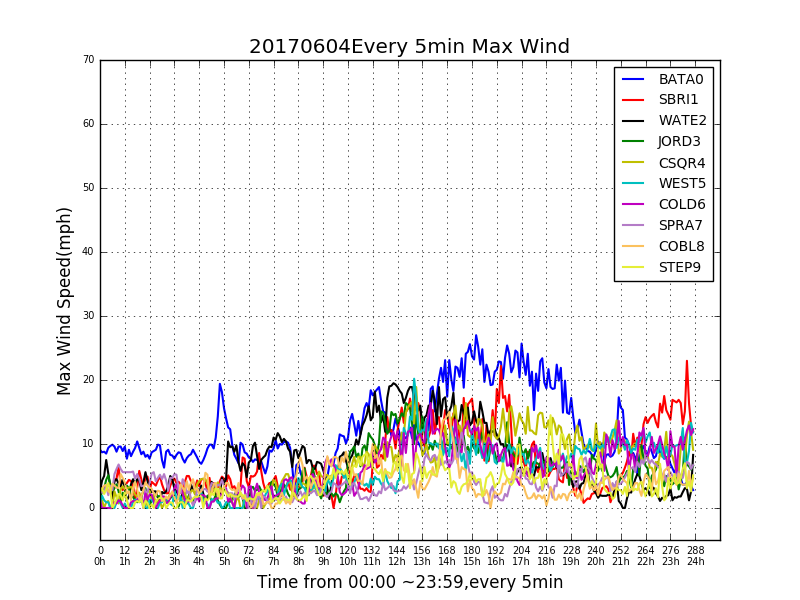 20170604Every 5min Max Wind
70
60
50
40
30
20
10
0
Max Wind Speed(mph)
BATA0
SBRI1
WATE2
JORD3
CSQR4
WEST5
COLD6
SPRA7
COBL8
STEP9
0 12 24 36 48 60 72 84 96 108 120 132 144 156 168 180 192 204 216 228 240 252 264 276 288
0h 1h 2h 3h 4h 5h 6h 7h 8h 9h 10h 11h 12h 13h 14h 15h 16h 17h 18h 19h 20h 21h 22h 23h 24h
Time from 00:00 ~23:59,every 5min